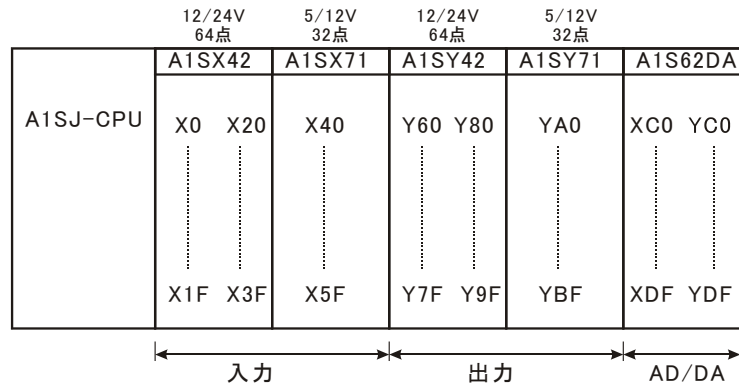 12/24V 5/12V 12/24V 5/12V
64点 32点 64点 32点
A1SX42 A1SX71 A1SY42 A1SY71 A1S62DA
A1SJ-CPU X0 X20 X40 Y60 Y80 YA0 XC0 YC0
X1F X3F X5F Y7F Y9F YBF XDF YDF
入力 出力 AD/DA